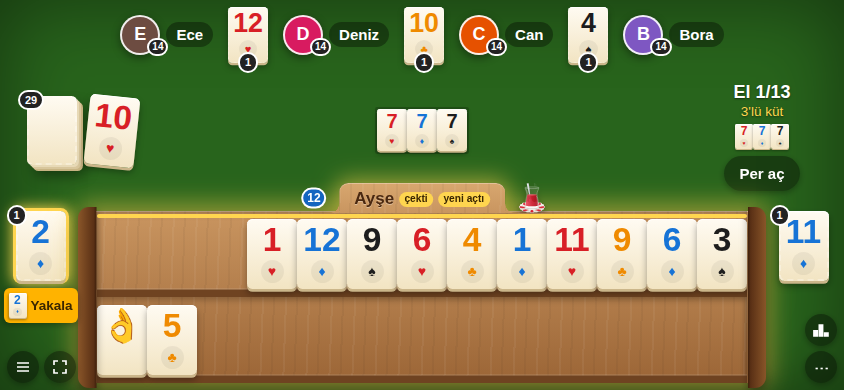 E 14 Ece 12 1 D 14 Deniz 10 1 C 14 Can 4 1 B 14 Bora
29 10
7 7 7
El 1/13
3'lü küt
7 7 7
Per aç
12 Ayşe çekti yeni açtı
1 2
2 Yakala
1 12 9 6 4 1 11 9 6 3
1 11
5